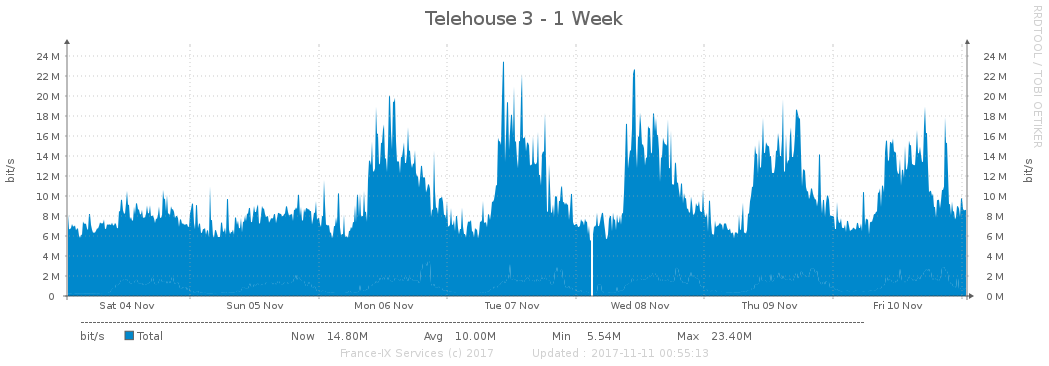 Telehouse 3 - 1 Week
RRDTOOL / TOBI OETIKER
bit/s
24 M 24 M
22 M 22 M
20 M 20 M
18 M 18 M
16 M 16 M
14 M 14 M
12 M 12 M
10 M 10 M
8 M 8 M
6 M 6 M
4 M 4 M
2 M 2 M
0 0 M
bit/s
Sat 04 Nov Sun 05 Nov Mon 06 Nov Tue 07 Nov Wed 08 Nov Thu 09 Nov Fri 10 Nov
bit/s Total Now 14.80M Avg 10.00M Min 5.54M Max 23.40M
France-IX Services (c) 2017 Updated : 2017-11-11 00:55:13